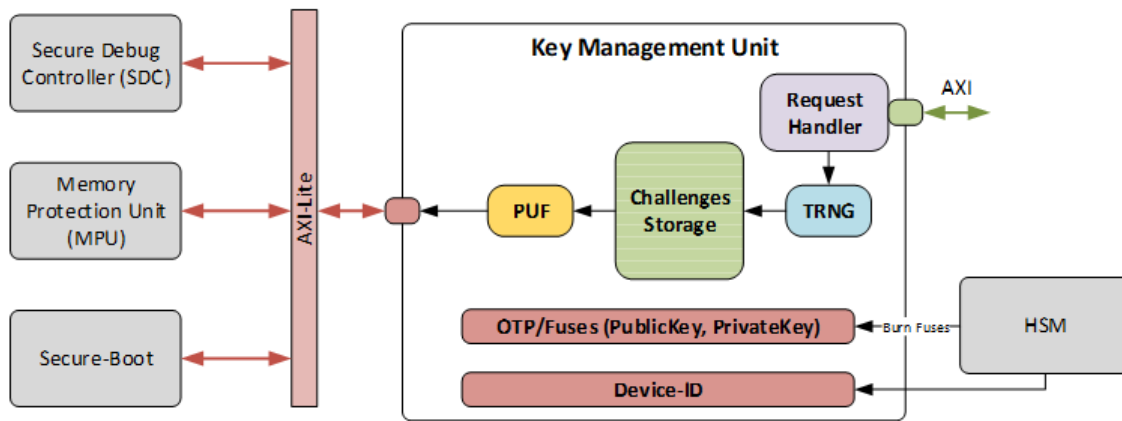 Secure Debug
Controller (SDC)
Memory
Protection Unit
(MPU)
Secure-Boot
AXI-Lite
Key Management Unit
Request
Handler
AXI
PUF
Challenges
Storage
TRNG
OTP/Fuses (PublicKey, PrivateKey)
Burn Fuses
HSM
Device-ID